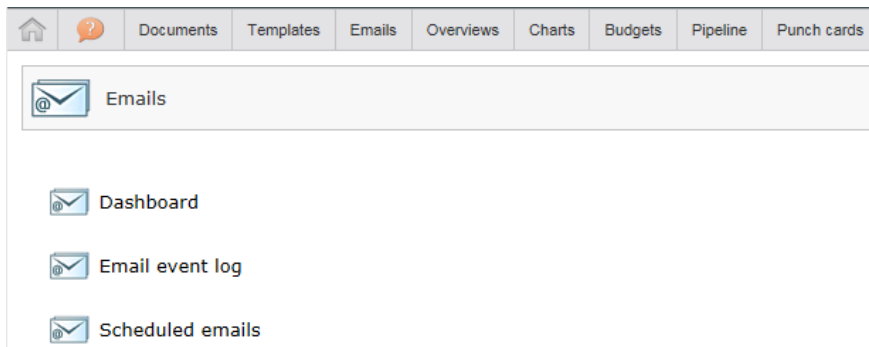 ? Documents Templates Emails Overviews Charts Budgets Pipeline Punch cards
@ Emails
@ Dashboard
@ Email event log
@ Scheduled emails